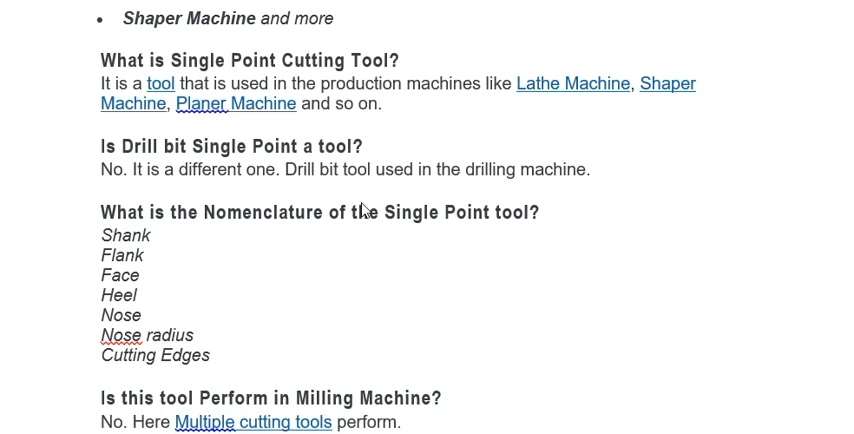 • Shaper Machine and more
What is Single Point Cutting Tool?
It is a tool that is used in the production machines like Lathe Machine, Shaper
Machine, Planer Machine and so on.
Is Drill bit Single Point a tool?
No. It is a different one. Drill bit tool used in the drilling machine.
What is the Nomenclature of the Single Point tool?
Shank
Flank
Face
Heel
Nose
Nose radius
Cutting Edges
Is this tool Perform in Milling Machine?
No. Here Multiple cutting tools perform.